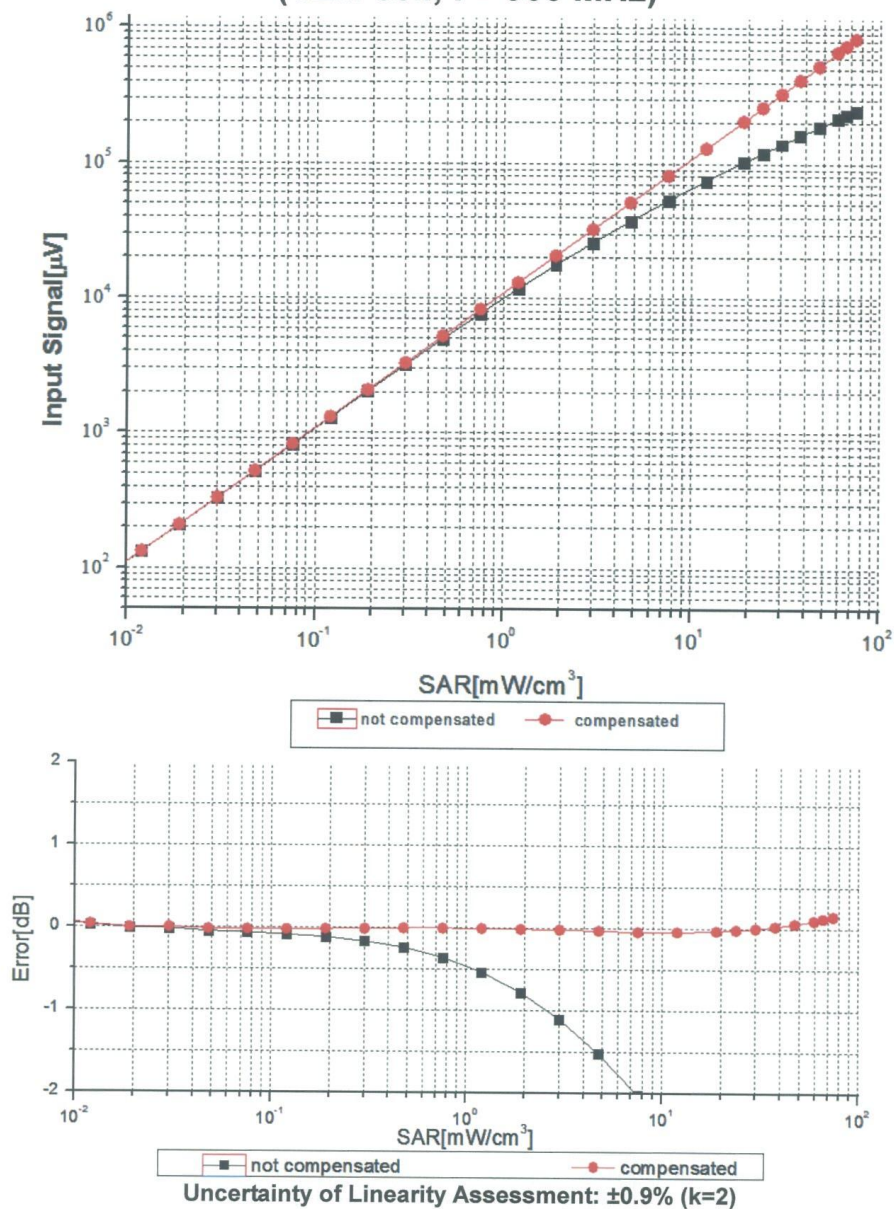 10⁶
10⁵
10⁴
10³
10²
Input Signal[µV]
10⁻² 10⁻¹ 10⁰ 10¹ 10²
SAR[mW/cm³]
not compensated compensated
2
1
0
-1
-2
Error[dB]
10⁻² 10⁻¹ 10⁰ 10¹ 10²
SAR[mW/cm³]
not compensated compensated
Uncertainty of Linearity Assessment: ±0.9% (k=2)